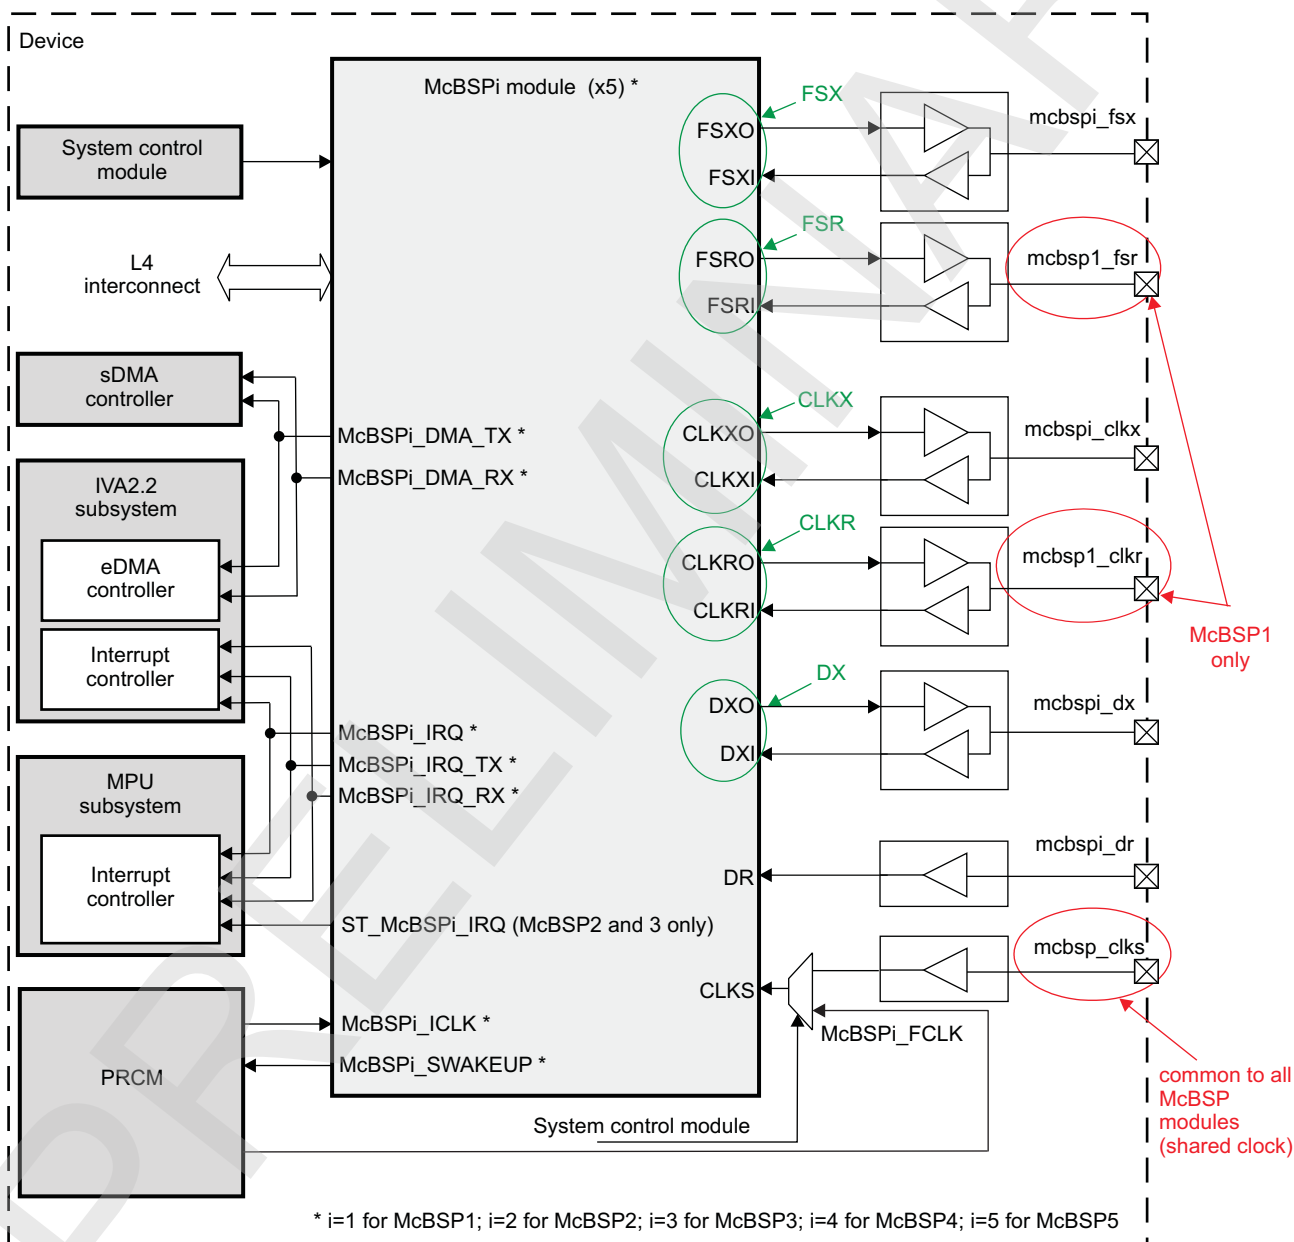 Device
McBSPi module (x5) *
System control
module
L4
interconnect
sDMA
controller
IVA2.2
subsystem
eDMA
controller
Interrupt
controller
MPU
subsystem
Interrupt
controller
PRCM
McBSPi_DMA_TX *
McBSPi_DMA_RX *
McBSPi_IRQ *
McBSPi_IRQ_TX *
McBSPi_IRQ_RX *
ST_McBSPi_IRQ (McBSP2 and 3 only)
McBSPi_ICLK *
McBSPi_SWAKEUP *
FSX
FSXO
FSXI
mcbspi_fsx
FSR
FSRO
FSRI
mcbsp1_fsr
CLKX
CLKXO
CLKXI
mcbspi_clkx
CLKR
CLKRO
CLKRI
mcbsp1_clkr
McBSP1
only
DX
DXO
DXI
mcbspi_dx
DR
mcbspi_dr
CLKS
mcbsp_clks
McBSPi_FCLK
common to all
McBSP
modules
(shared clock)
System control module
* i=1 for McBSP1; i=2 for McBSP2; i=3 for McBSP3; i=4 for McBSP4; i=5 for McBSP5
PRELIMINAR